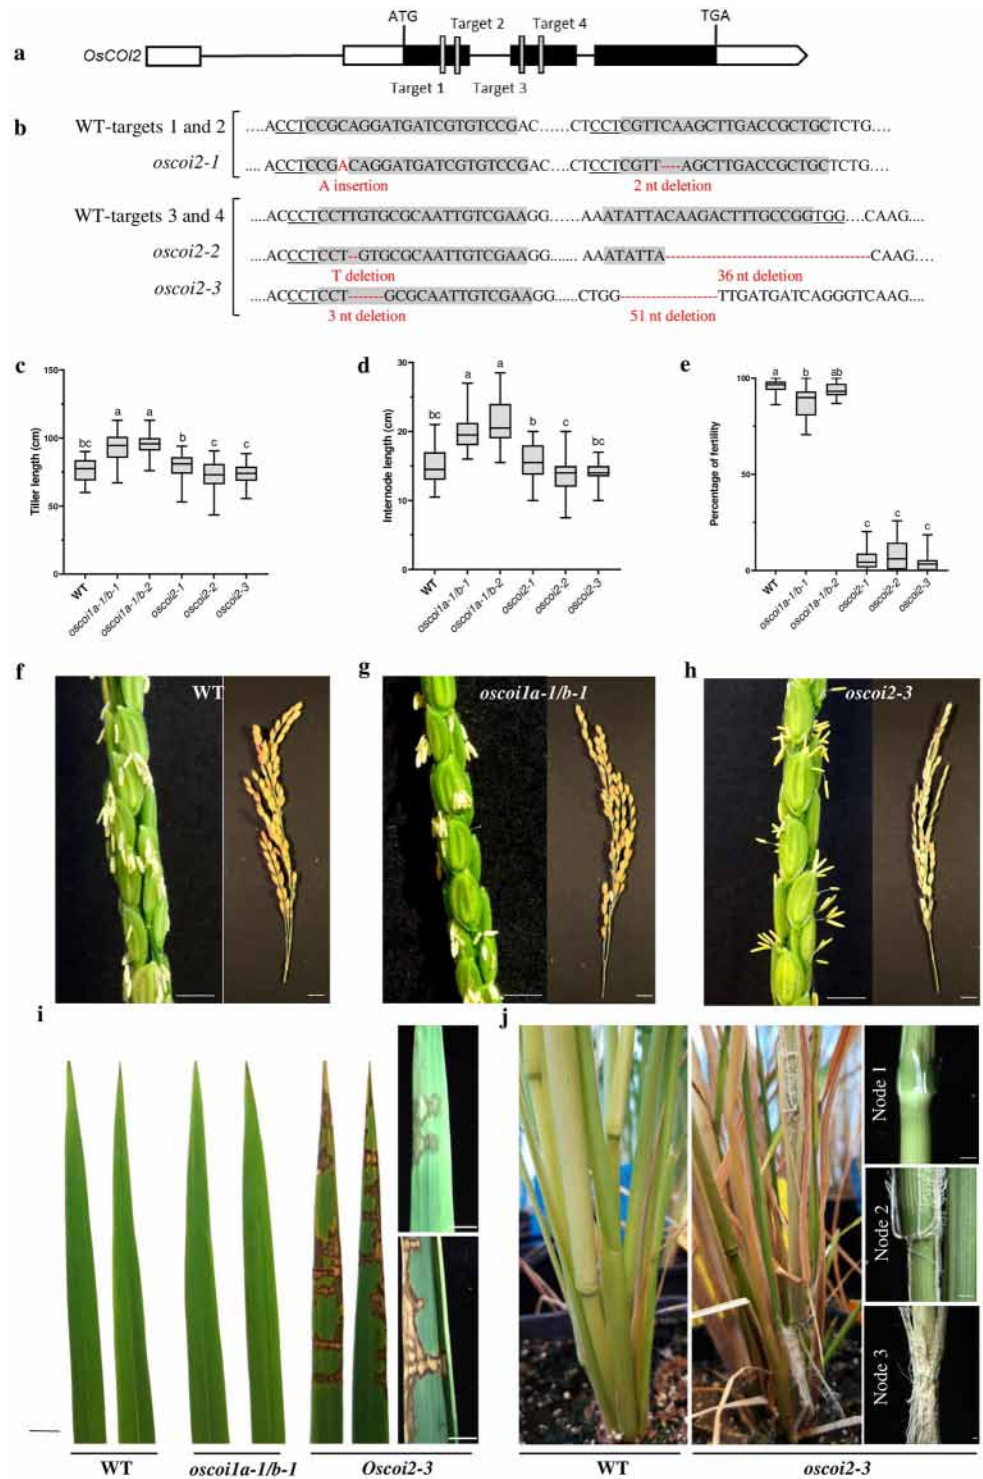 a
ATG
Target 2
Target 4
TGA
OsCOI2
Target 1
Target 3
b
WT-targets 1 and 2
....ACCTCCGCAGGATGATCGTGTCCGAC......CTCCTCGTTCAAGCTTGACCGCTGCTCTG....
oscoi2-1
.... ACCTCCGACAGGATGATCGTGTCCGAC....CTCCTCGTT----AGCTTGACCGCTGCTCTG....
A insertion
2 nt deletion
WT-targets 3 and 4
....ACCCTCCTTGTGCGCAATTGTCGAAGG......AAATATTACAAGACTTTGCCGGTGG....CAAG....
oscoi2-2
....ACCCTCCT--GTGCGCAATTGTCGAAGG...... AAATATTA------------------------------------CAAG....
T deletion
36 nt deletion
oscoi2-3
....ACCCTCCT-------GCGCAATTGTCGAAGG......CTGG-------------------TTGATGATCAGGGTCAAG....
3 nt deletion
51 nt deletion
c
Tiller length (cm)
150
100
50
0
bc
a
a
b
c
c
WT
oscoi1a-1/b-1
oscoi1a-1/b-2
oscoi2-1
oscoi2-2
oscoi2-3
d
Internode length (cm)
30
20
10
0
bc
a
a
b
c
bc
WT
oscoi1a-1/b-1
oscoi1a-1/b-2
oscoi2-1
oscoi2-2
oscoi2-3
e
Percentage of fertility
100
50
0
a
b
ab
c
c
c
WT
oscoi1a-1/b-1
oscoi1a-1/b-2
oscoi2-1
oscoi2-2
oscoi2-3
f
WT
g
oscoi1a-1/b-1
h
oscoi2-3
i
WT
oscoi1a-1/b-1
Oscoi2-3
j
Node 1
Node 2
Node 3
WT
oscoi2-3